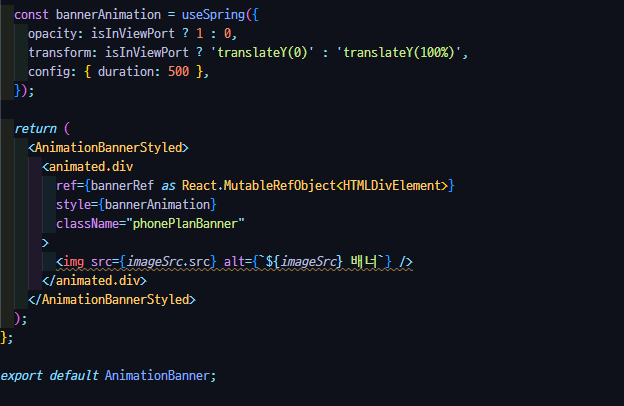 const bannerAnimation = useSpring({
opacity: isInViewPort ? 1 : 0,
transform: isInViewPort ? 'translateY(0)' : 'translateY(100%)',
config: { duration: 500 },
});
return (
<AnimationBannerStyled>
<animated.div
ref={bannerRef as React.MutableRefObject<HTMLDivElement>}
style={bannerAnimation}
className="phonePlanBanner"
>
<img src={imageSrc.src} alt={`${imageSrc} 배너`} />
</animated.div>
</AnimationBannerStyled>
);
};
export default AnimationBanner;